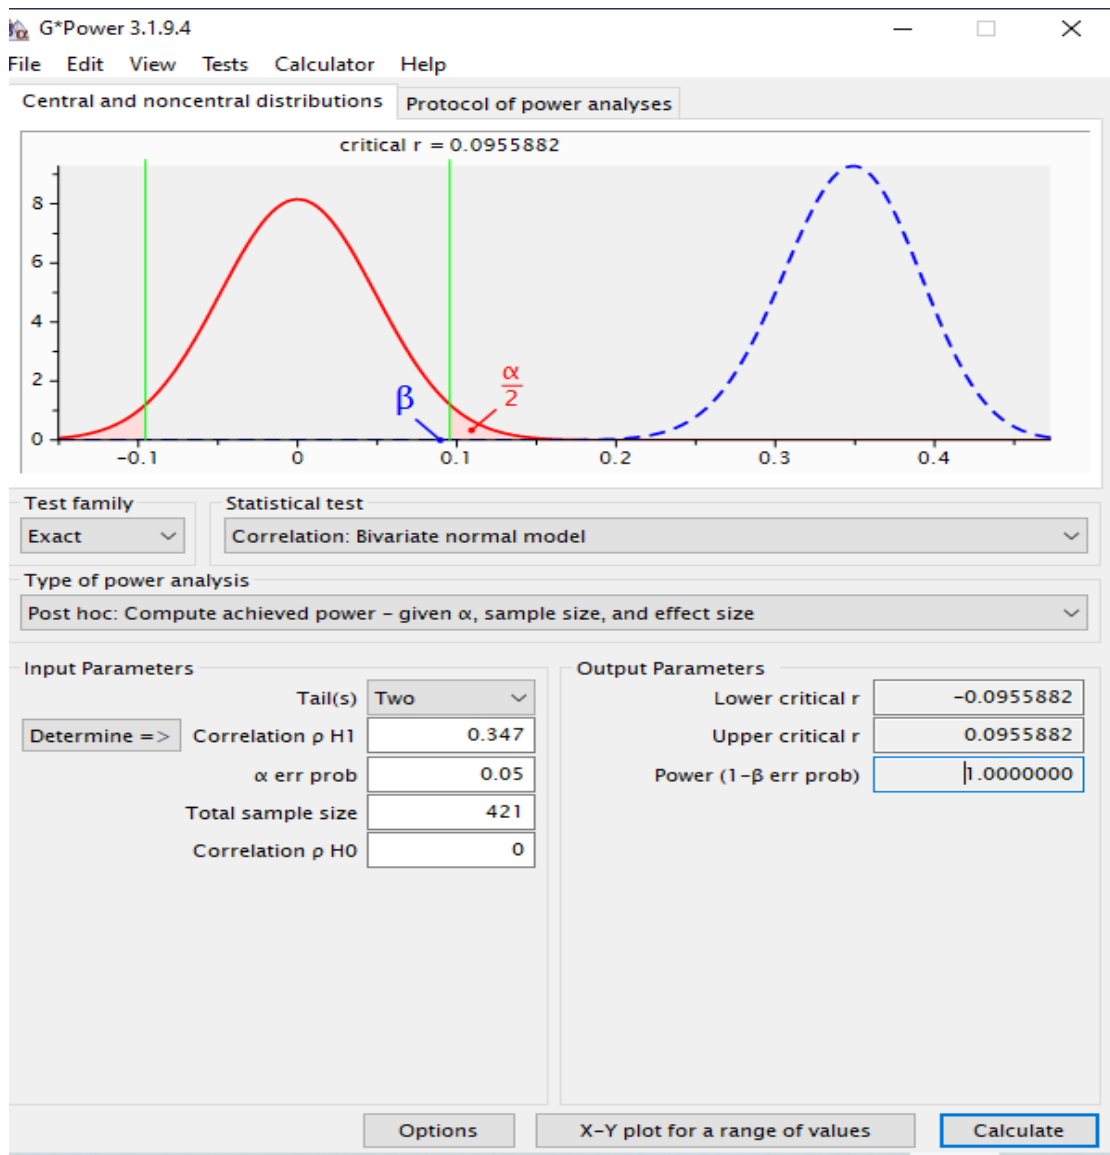 G*Power 3.1.9.4
File Edit View Tests Calculator Help
Central and noncentral distributions Protocol of power analyses
critical r = 0.0955882
8
6
4
2
0
β
α
2
-0.1 0 0.1 0.2 0.3 0.4
Test family Statistical test
Exact Correlation: Bivariate normal model
Type of power analysis
Post hoc: Compute achieved power – given α, sample size, and effect size
Input Parameters Output Parameters
Tail(s) Two Lower critical r -0.0955882
Determine => Correlation ρ H1 0.347 Upper critical r 0.0955882
α err prob 0.05 Power (1-β err prob) 1.0000000
Total sample size 421
Correlation ρ H0 0
Options X-Y plot for a range of values Calculate